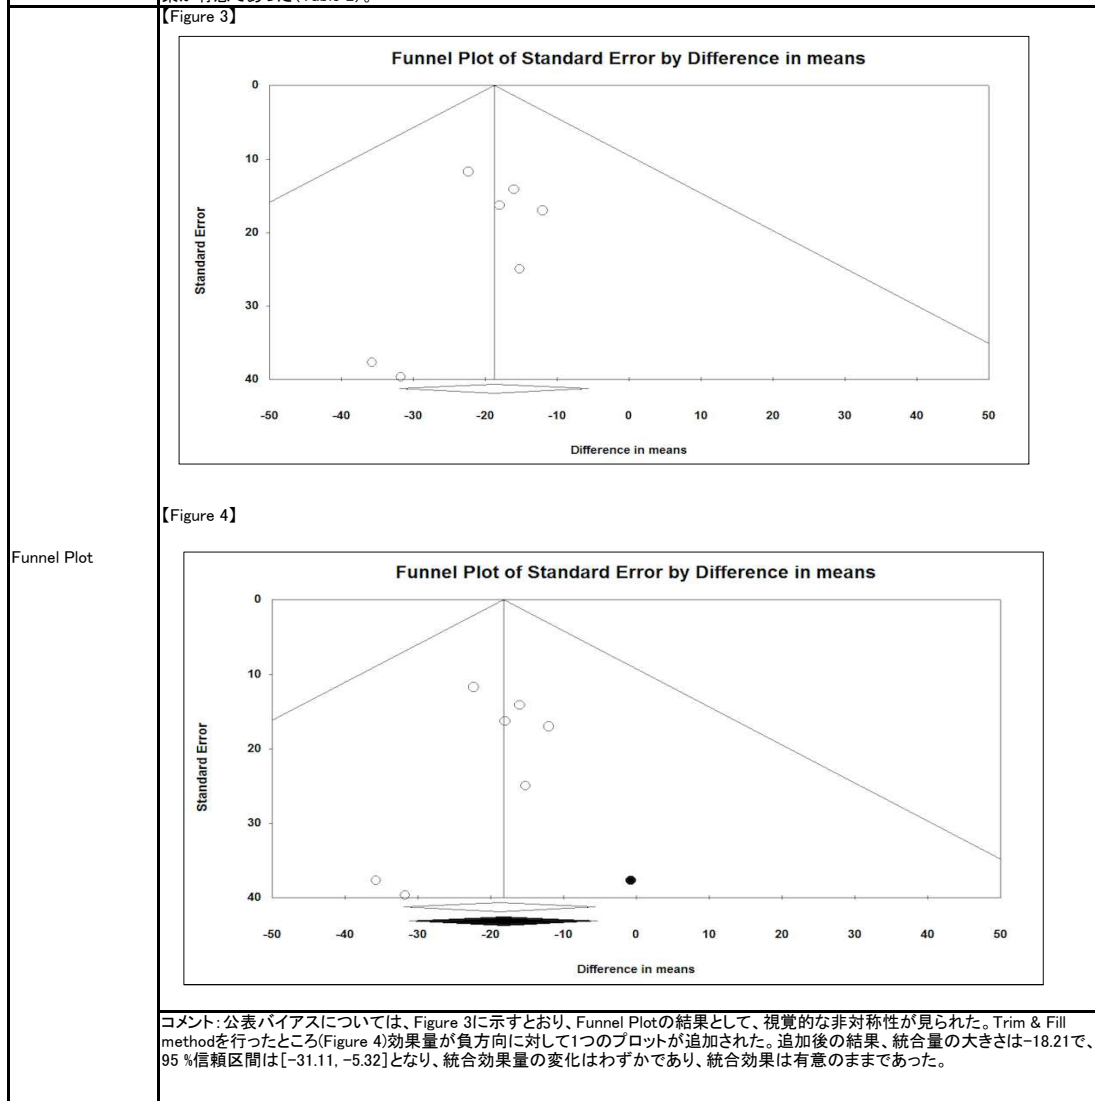 【Figure 3】
Funnel Plot of Standard Error by Difference in means
0
10
20
30
40
Standard Error
-50 -40 -30 -20 -10 0 10 20 30 40 50
Difference in means
【Figure 4】
Funnel Plot
Funnel Plot of Standard Error by Difference in means
0
10
20
30
40
Standard Error
-50 -40 -30 -20 -10 0 10 20 30 40 50
Difference in means
コメント：公表バイアスについては、Figure 3に示すとおり、Funnel Plotの結果として、視覚的な非対称性が見られた。Trim & Fill
methodを行ったところ(Figure 4)効果量が負方向に対して1つのプロットが追加された。追加後の結果、統合量の大きさは-18.21で、
95 %信頼区間は[-31.11, -5.32]となり、統合効果量の変化はわずかであり、統合効果は有意のままであった。